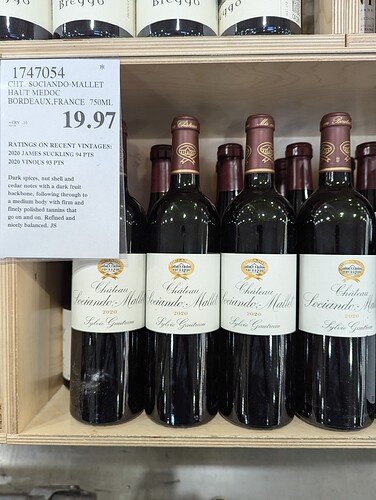 Breggo Breggo Breggo
1747054 *
CHT. SOCIANDO-MALLET
HAUT MEDOC
BORDEAUX,FRANCE 750ML
19.97
RATINGS ON RECENT VINTAGES:
2020 JAMES SUCKLING 94 PTS
2020 VINOUS 93 PTS
Dark spices, nut shell and
cedar notes with a dark fruit
backbone, following through to
a medium body with firm and
finely polished tannins that
go on and on. Refined and
nicely balanced. JS
Château
Sociando-Mallet
2020
Sylvie Gautreau
Château
Sociando-Mallet
2020
Sylvie Gautreau
Château
Sociando-Mallet
2020
Sylvie Gautreau
Château
Sociando-Mallet
2020
Sylvie Gautreau